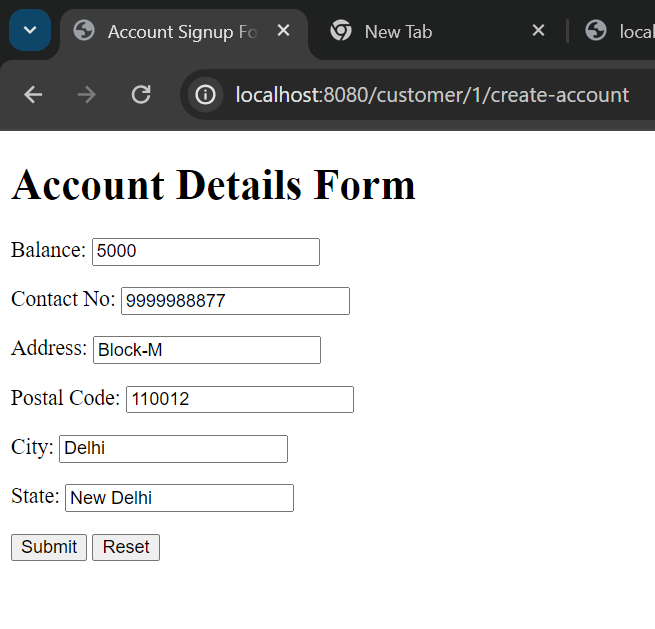 Account Signup Fo
New Tab
local
localhost:8080/customer/1/create-account
Account Details Form
Balance: 5000
Contact No: 9999988877
Address: Block-M
Postal Code: 110012
City: Delhi
State: New Delhi
Submit Reset